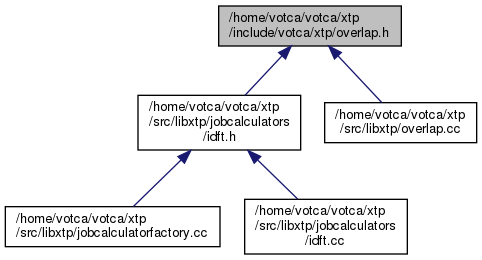 /home/votca/votca/xtp
/include/votca/xtp/overlap.h
/home/votca/votca/xtp
/src/libxtp/jobcalculators
/idft.h
/home/votca/votca/xtp
/src/libxtp/overlap.cc
/home/votca/votca/xtp
/src/libxtp/jobcalculatorfactory.cc
/home/votca/votca/xtp
/src/libxtp/jobcalculators
/idft.cc